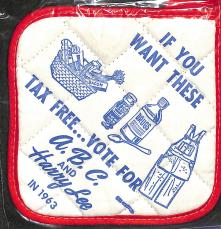 IF YOU
WANT THESE
TAX FREE...VOTE FOR
A. B. C
AND
Harry Lee
IN 1963